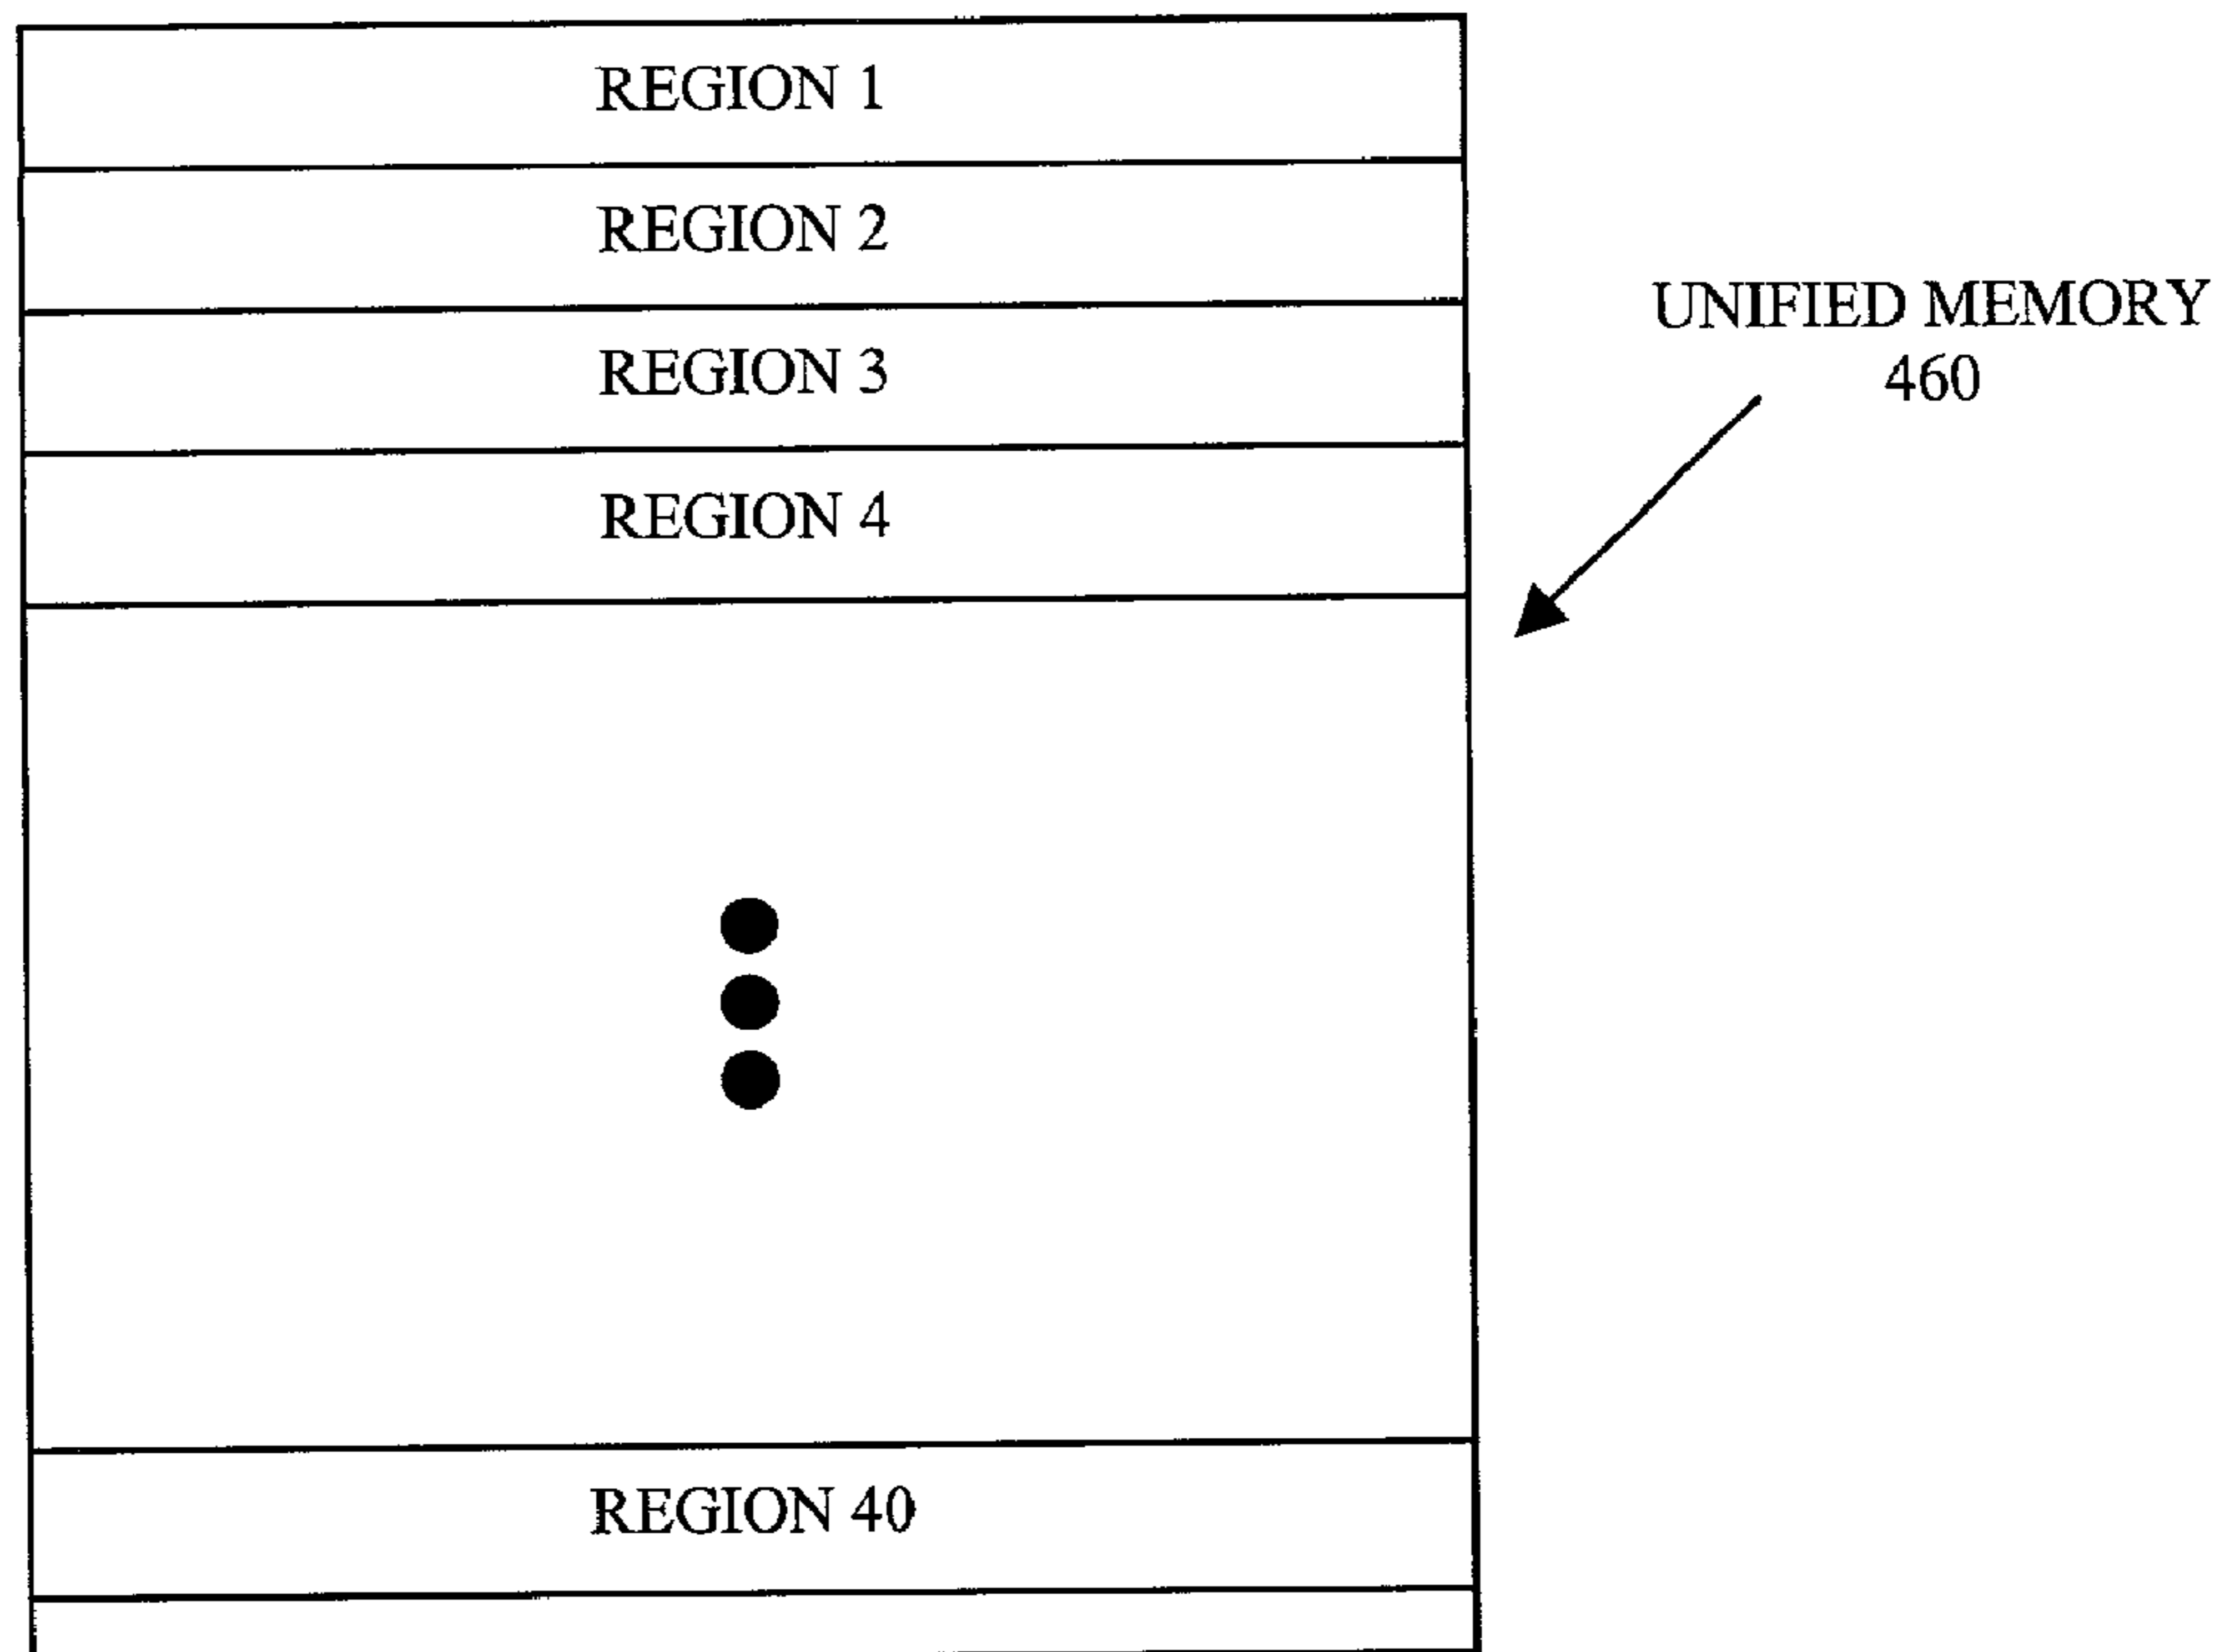 REGION 1
REGION 2
REGION 3
REGION 4
UNIFIED MEMORY
460
REGION 40